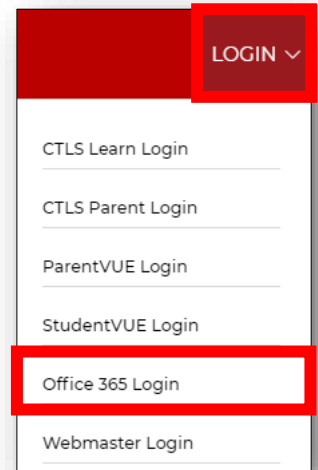 LOGIN
CTLS Learn Login
CTLS Parent Login
ParentVUE Login
StudentVUE Login
Office 365 Login
Webmaster Login